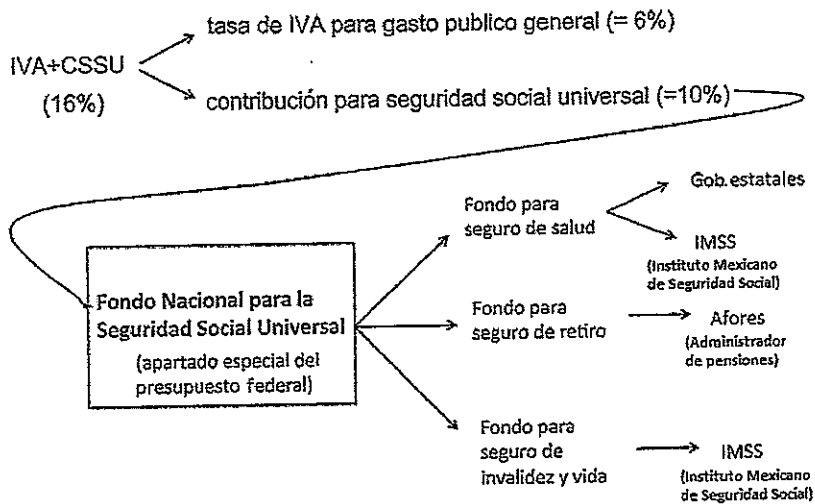 tasa de IVA para gasto publico general (= 6%)
IVA+CSSU
(16%)
contribución para seguridad social universal (=10%)
Fondo Nacional para la
Seguridad Social Universal
(apartado especial del
presupuesto federal)
Fondo para
seguro de salud
Gob.estatales
IMSS
(Instituto Mexicano
de Seguridad Social)
Fondo para
seguro de retiro
Afores
(Administrador
de pensiones)
Fondo para
seguro de
invalidez y vida
IMSS
(Instituto Mexicano
de Seguridad Social)